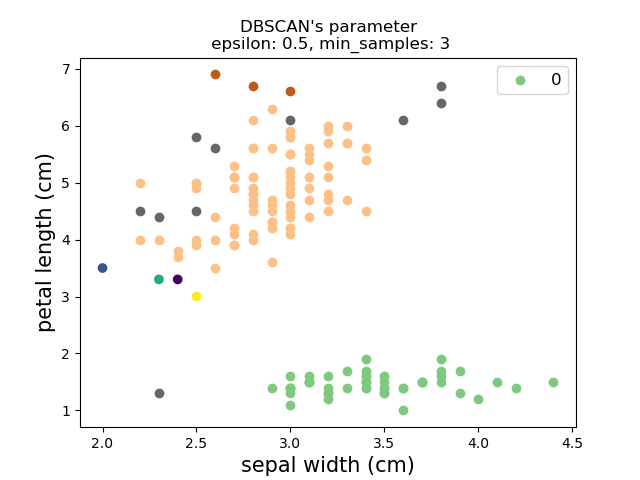 DBSCAN's parameter
epsilon: 0.5, min_samples: 3
0
7
6
5
4
3
2
1
petal length (cm)
2.0 2.5 3.0 3.5 4.0 4.5
sepal width (cm)